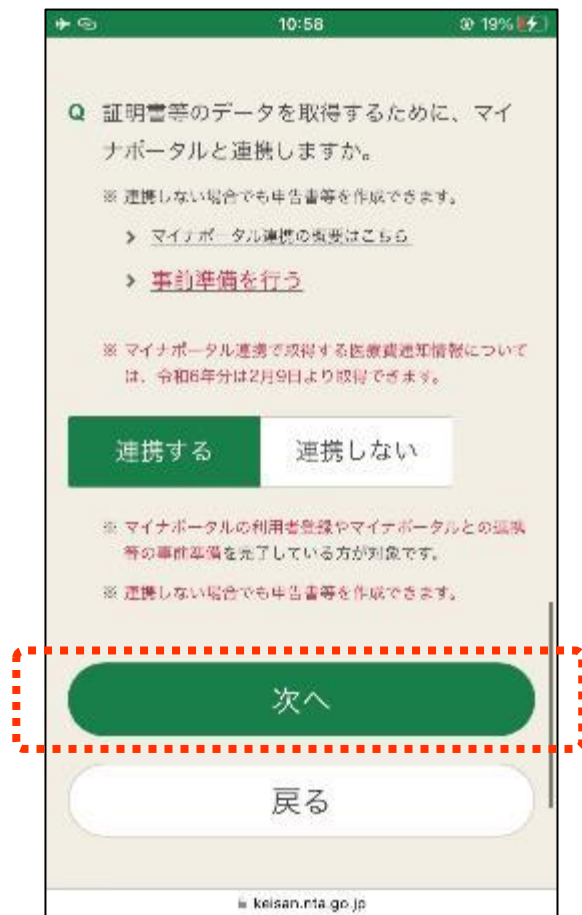 10:58
19%
Q 証明書等のデータを取得するために、マイ
ナポータルと連携しますか。
※ 連携しない場合でも申告書等を作成できます。
> マイナポータル連携の概要はこちら
> 事前準備を行う
※ マイナポータル連携で取得する医療費通知情報について
は、令和6年分は2月9日より取得できます。
連携する 連携しない
※ マイナポータルの利用者登録やマイナポータルとの連携
等の事前準備を完了している方が対象です。
※ 連携しない場合でも申告書等を作成できます。
次へ
戻る
keisan.nta.go.jp